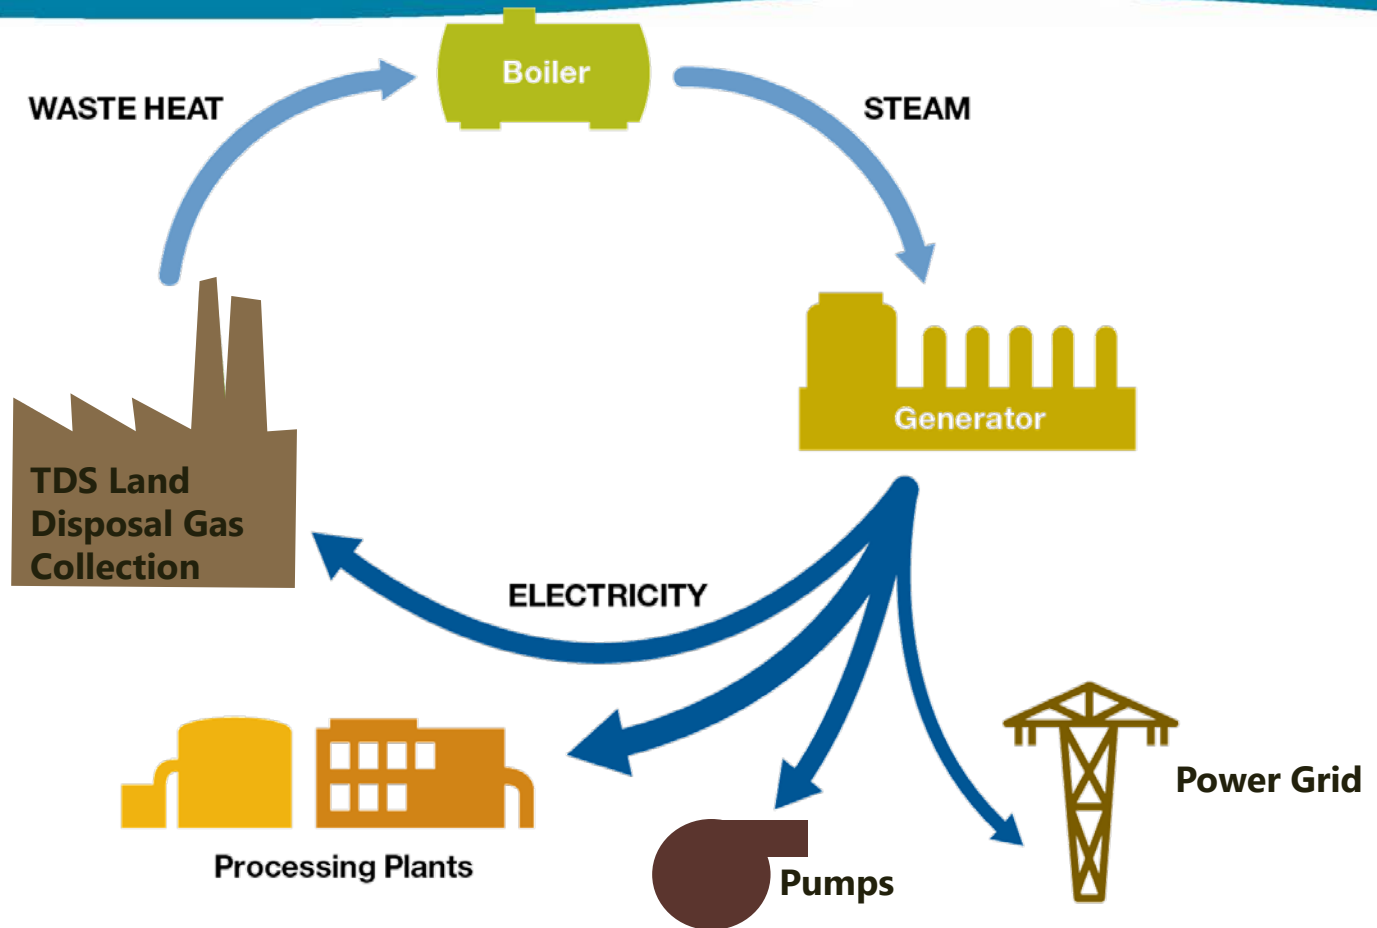 Boiler
WASTE HEAT
STEAM
Generator
TDS Land
Disposal Gas
Collection
ELECTRICITY
Power Grid
Processing Plants
Pumps